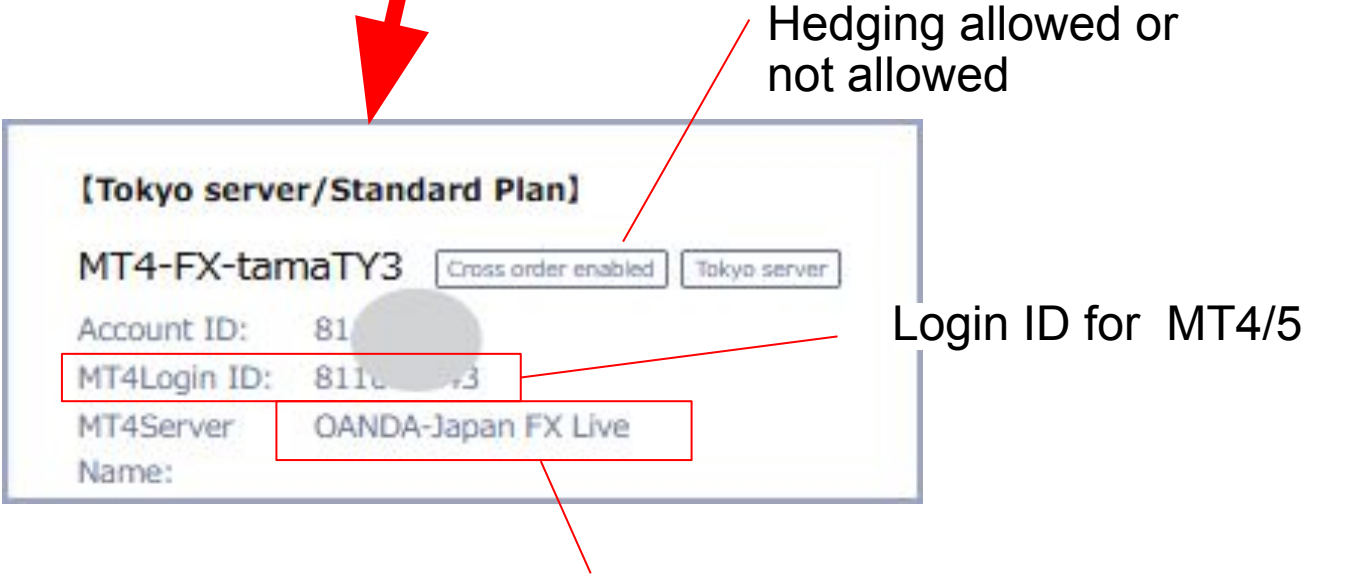 Hedging allowed or
not allowed
【Tokyo server/Standard Plan】
MT4-FX-tamaTY3 Cross order enabled Tokyo server
Account ID: 81
Login ID for MT4/5
MT4Login ID:
MT4Server OANDA-Japan FX Live
Name: